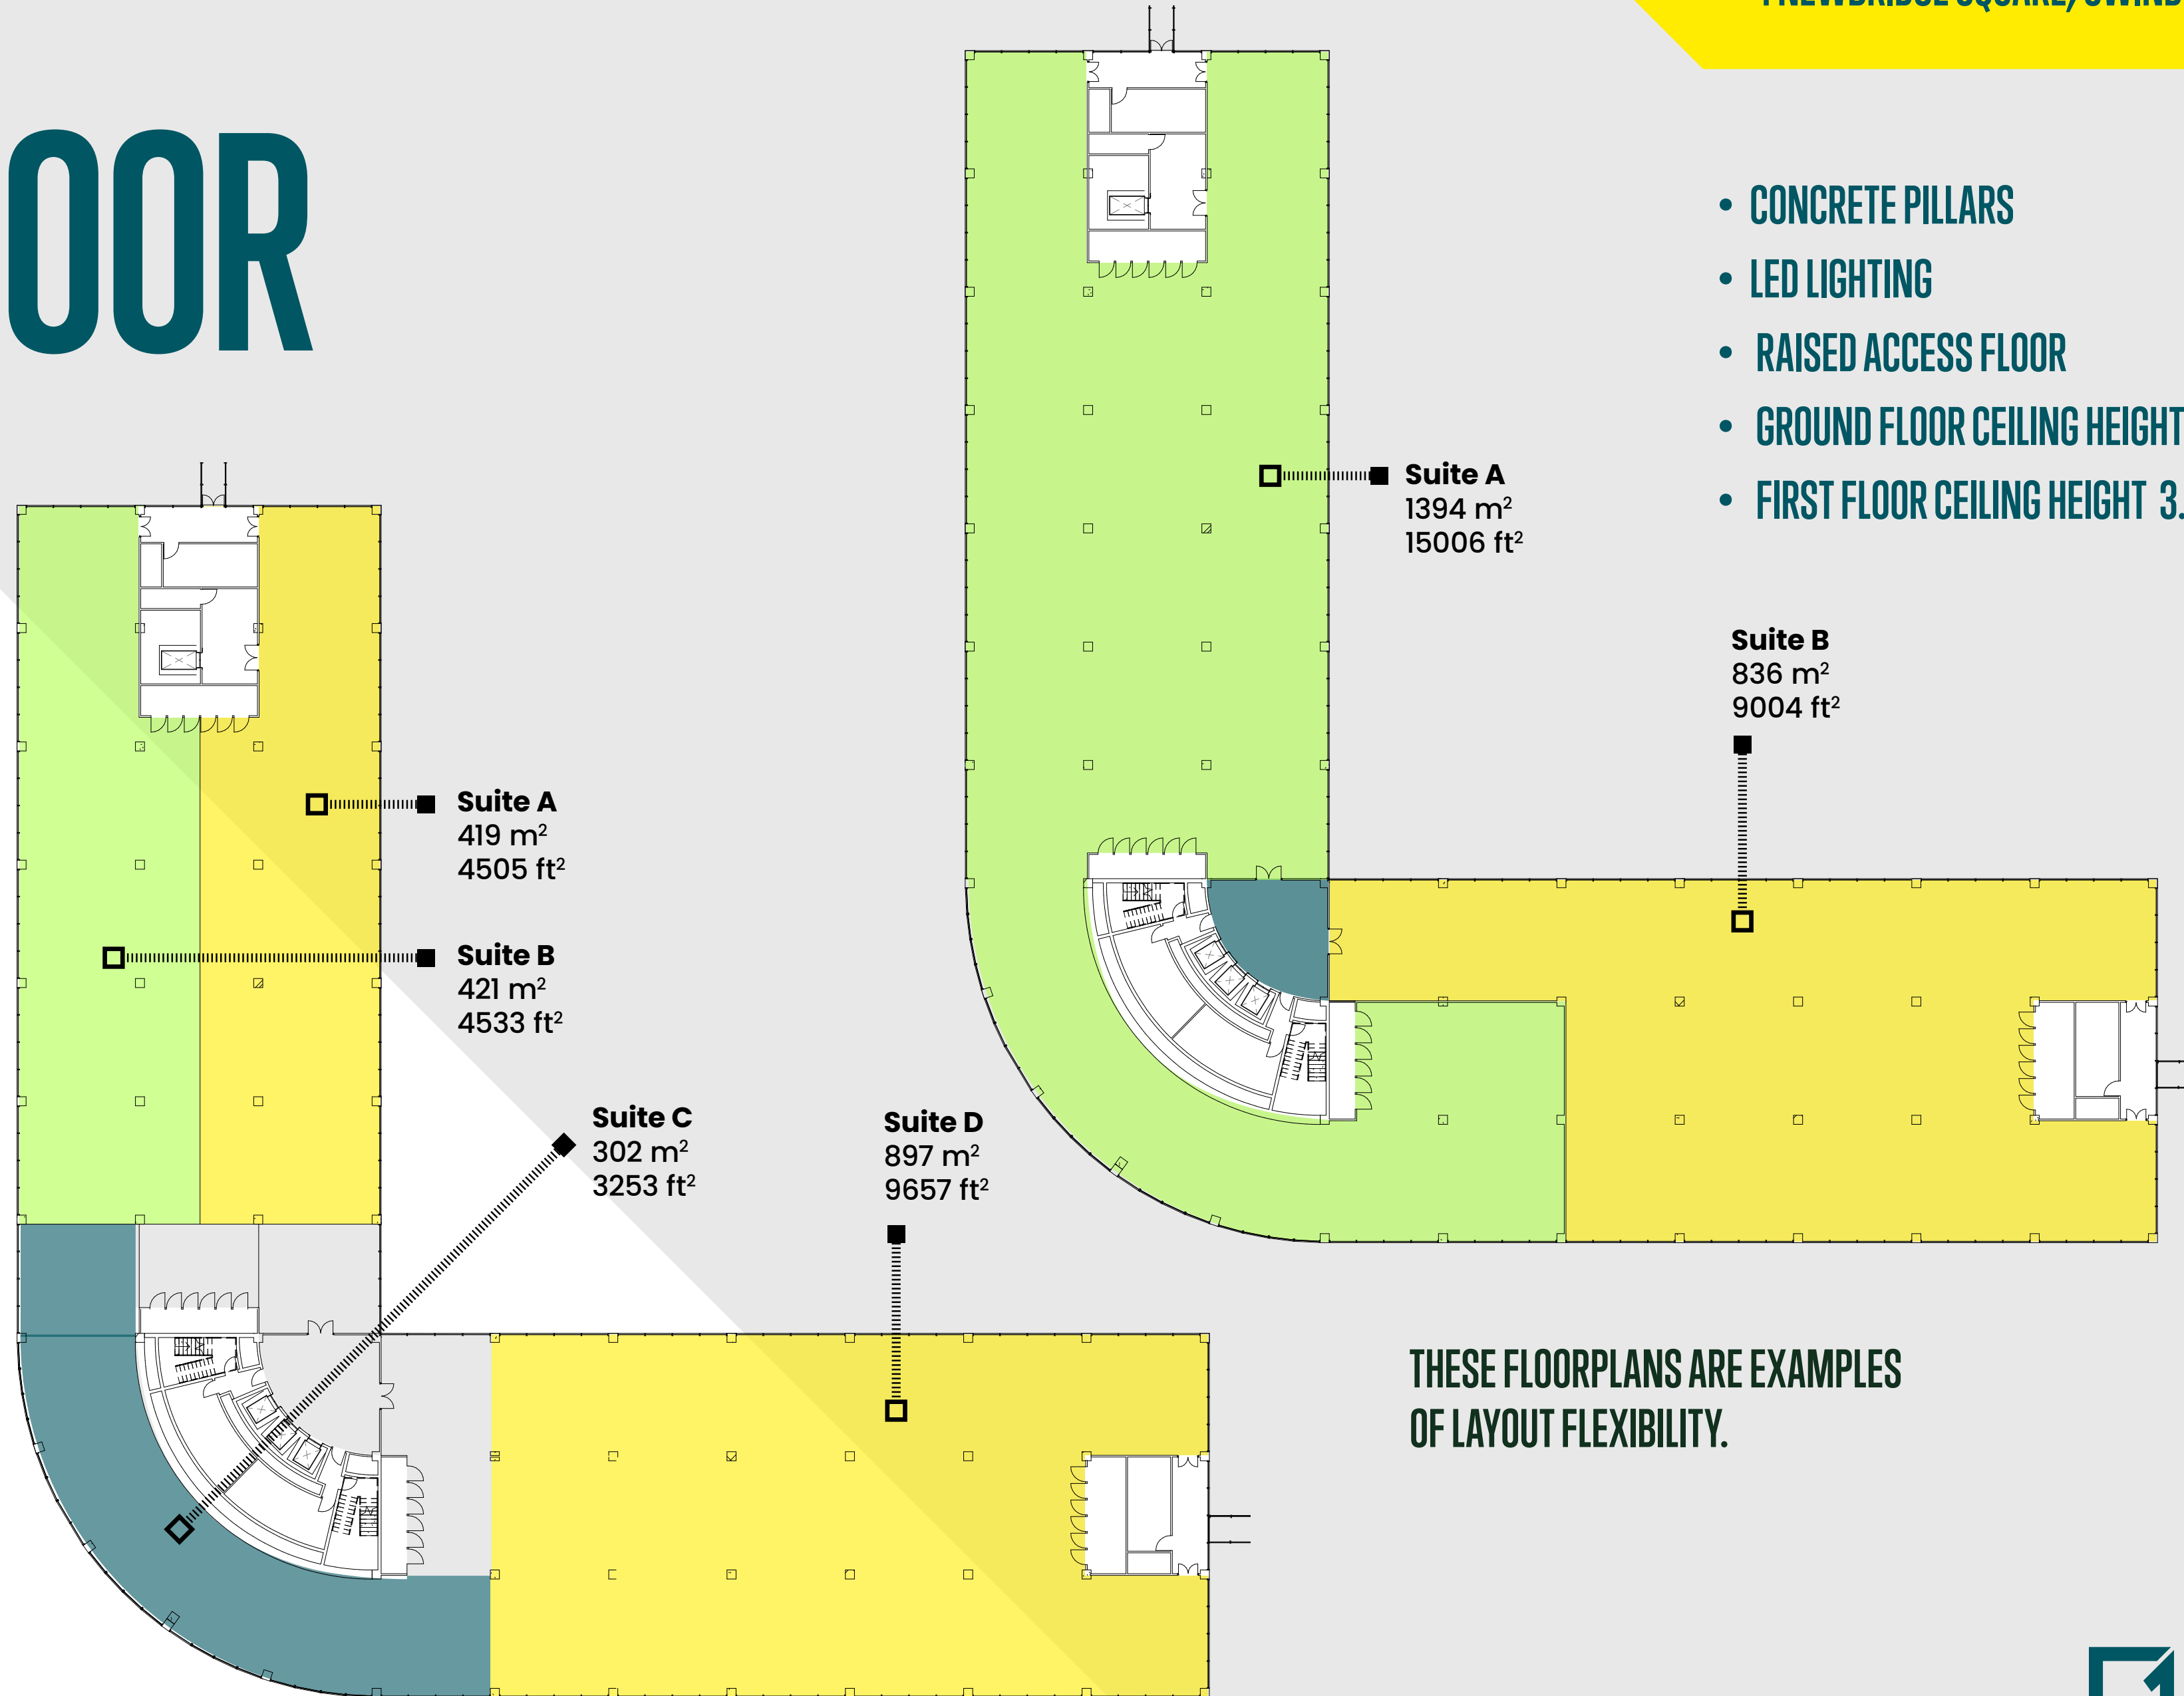 OOR
• CONCRETE PILLARS
• LED LIGHTING
• RAISED ACCESS FLOOR
• GROUND FLOOR CEILING HEIGHT
• FIRST FLOOR CEILING HEIGHT 3.
Suite A
1394 m²
15006 ft²
Suite B
836 m²
9004 ft²
Suite A
419 m²
4505 ft²
Suite B
421 m²
4533 ft²
Suite C
302 m²
3253 ft²
Suite D
897 m²
9657 ft²
THESE FLOORPLANS ARE EXAMPLES
OF LAYOUT FLEXIBILITY.